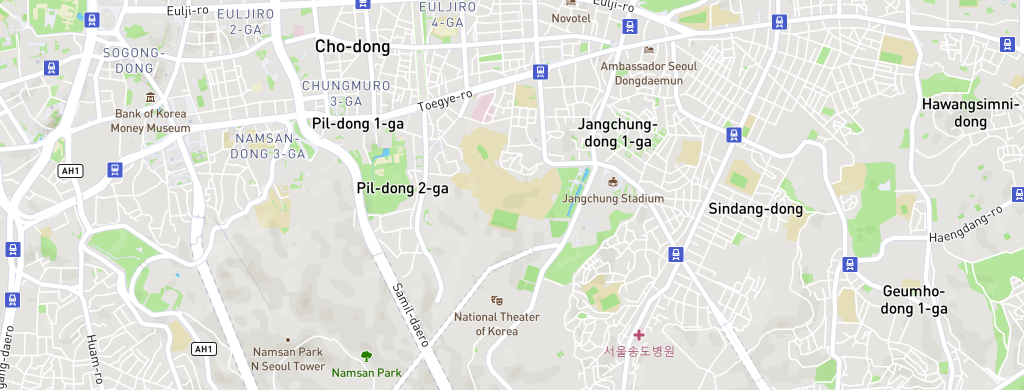 Eulji-ro
EULJIRO
2-GA
EULJIRO
4-GA
Novotel
Eulji-ro
SOGONG-
DONG
Cho-dong
Ambassador Seoul
Dongdaemun
CHUNGMURO
3-GA
Toegye-ro
Bank of Korea
Money Museum
Pil-dong 1-ga
Jangchung-
dong 1-ga
Hawangsimni-
dong
NAMSAN-
DONG 3-GA
AH1
Pil-dong 2-ga
Jangchung Stadium
Sindang-dong
Haengdang-ro
Geumho-
dong 1-ga
Samil-daero
National Theater
of Korea
gang-daero
Huam-ro
AH1
Namsan Park
N Seoul Tower
Namsan Park
서울송도병원